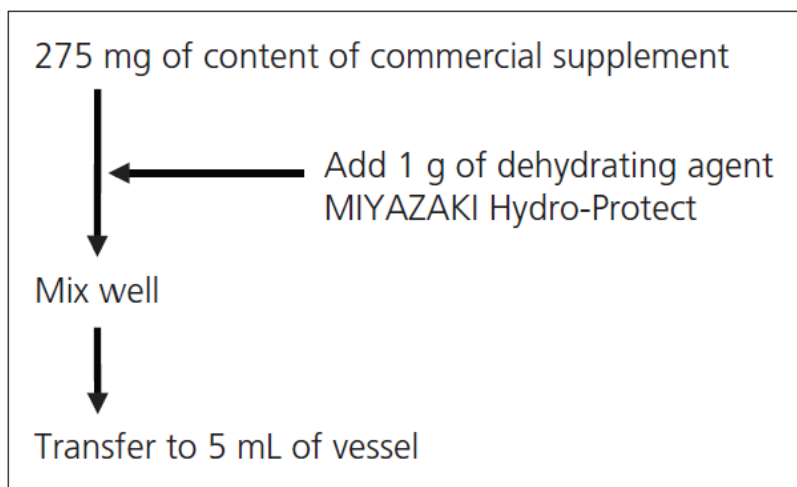 275 mg of content of commercial supplement
Add 1 g of dehydrating agent
MIYAZAKI Hydro-Protect
Mix well
Transfer to 5 mL of vessel